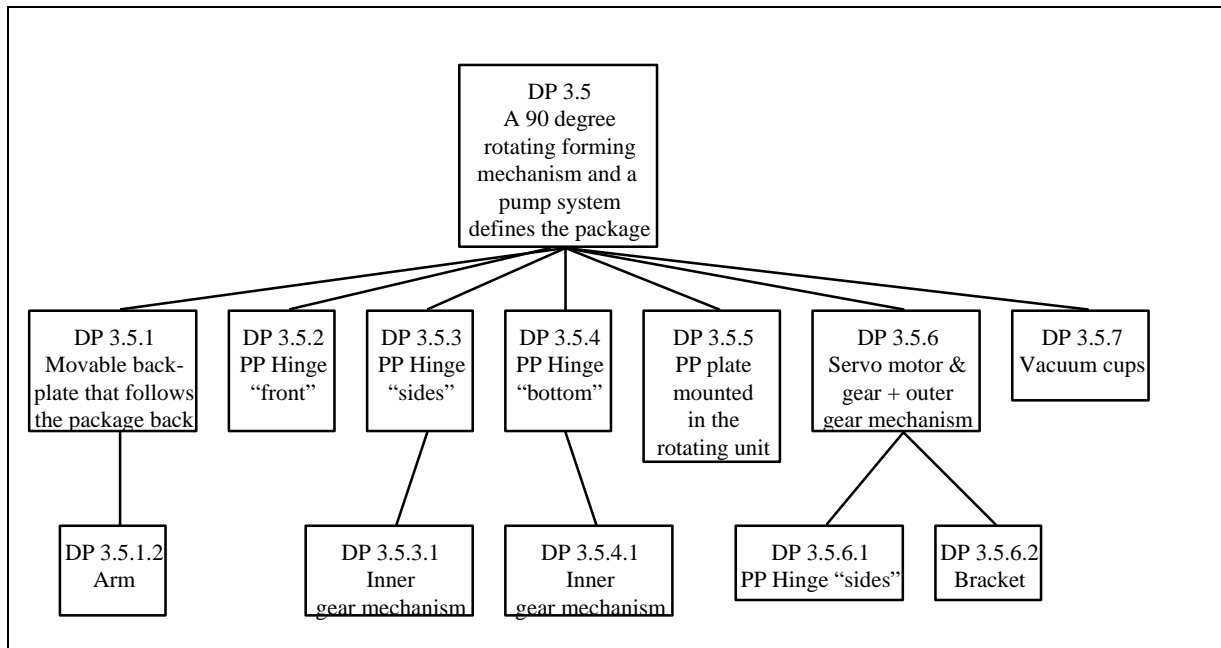 DP 3.5
A 90 degree
rotating forming
mechanism and a
pump system
defines the package
DP 3.5.1
Movable back-
plate that follows
the package back
DP 3.5.2
PP Hinge
“front”
DP 3.5.3
PP Hinge
“sides”
DP 3.5.4
PP Hinge
“bottom”
DP 3.5.5
PP plate
mounted
in the
rotating unit
DP 3.5.6
Servo motor &
gear + outer
gear mechanism
DP 3.5.7
Vacuum cups
DP 3.5.1.2
Arm
DP 3.5.3.1
Inner
gear mechanism
DP 3.5.4.1
Inner
gear mechanism
DP 3.5.6.1
PP Hinge “sides”
DP 3.5.6.2
Bracket